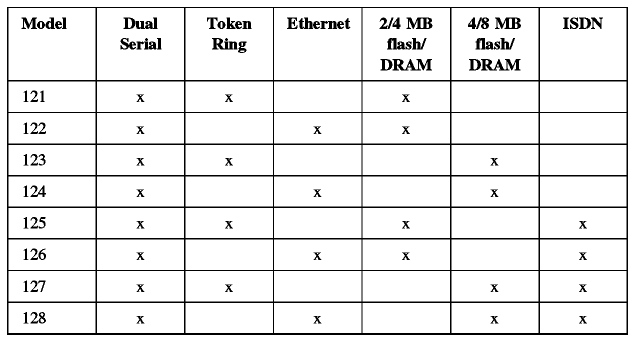 Model Dual Serial Token Ring Ethernet 2/4 MB flash/ DRAM 4/8 MB flash/ DRAM ISDN
121 x x x
122 x x x
123 x x x
124 x x x
125 x x x x
126 x x x x
127 x x x x
128 x x x x